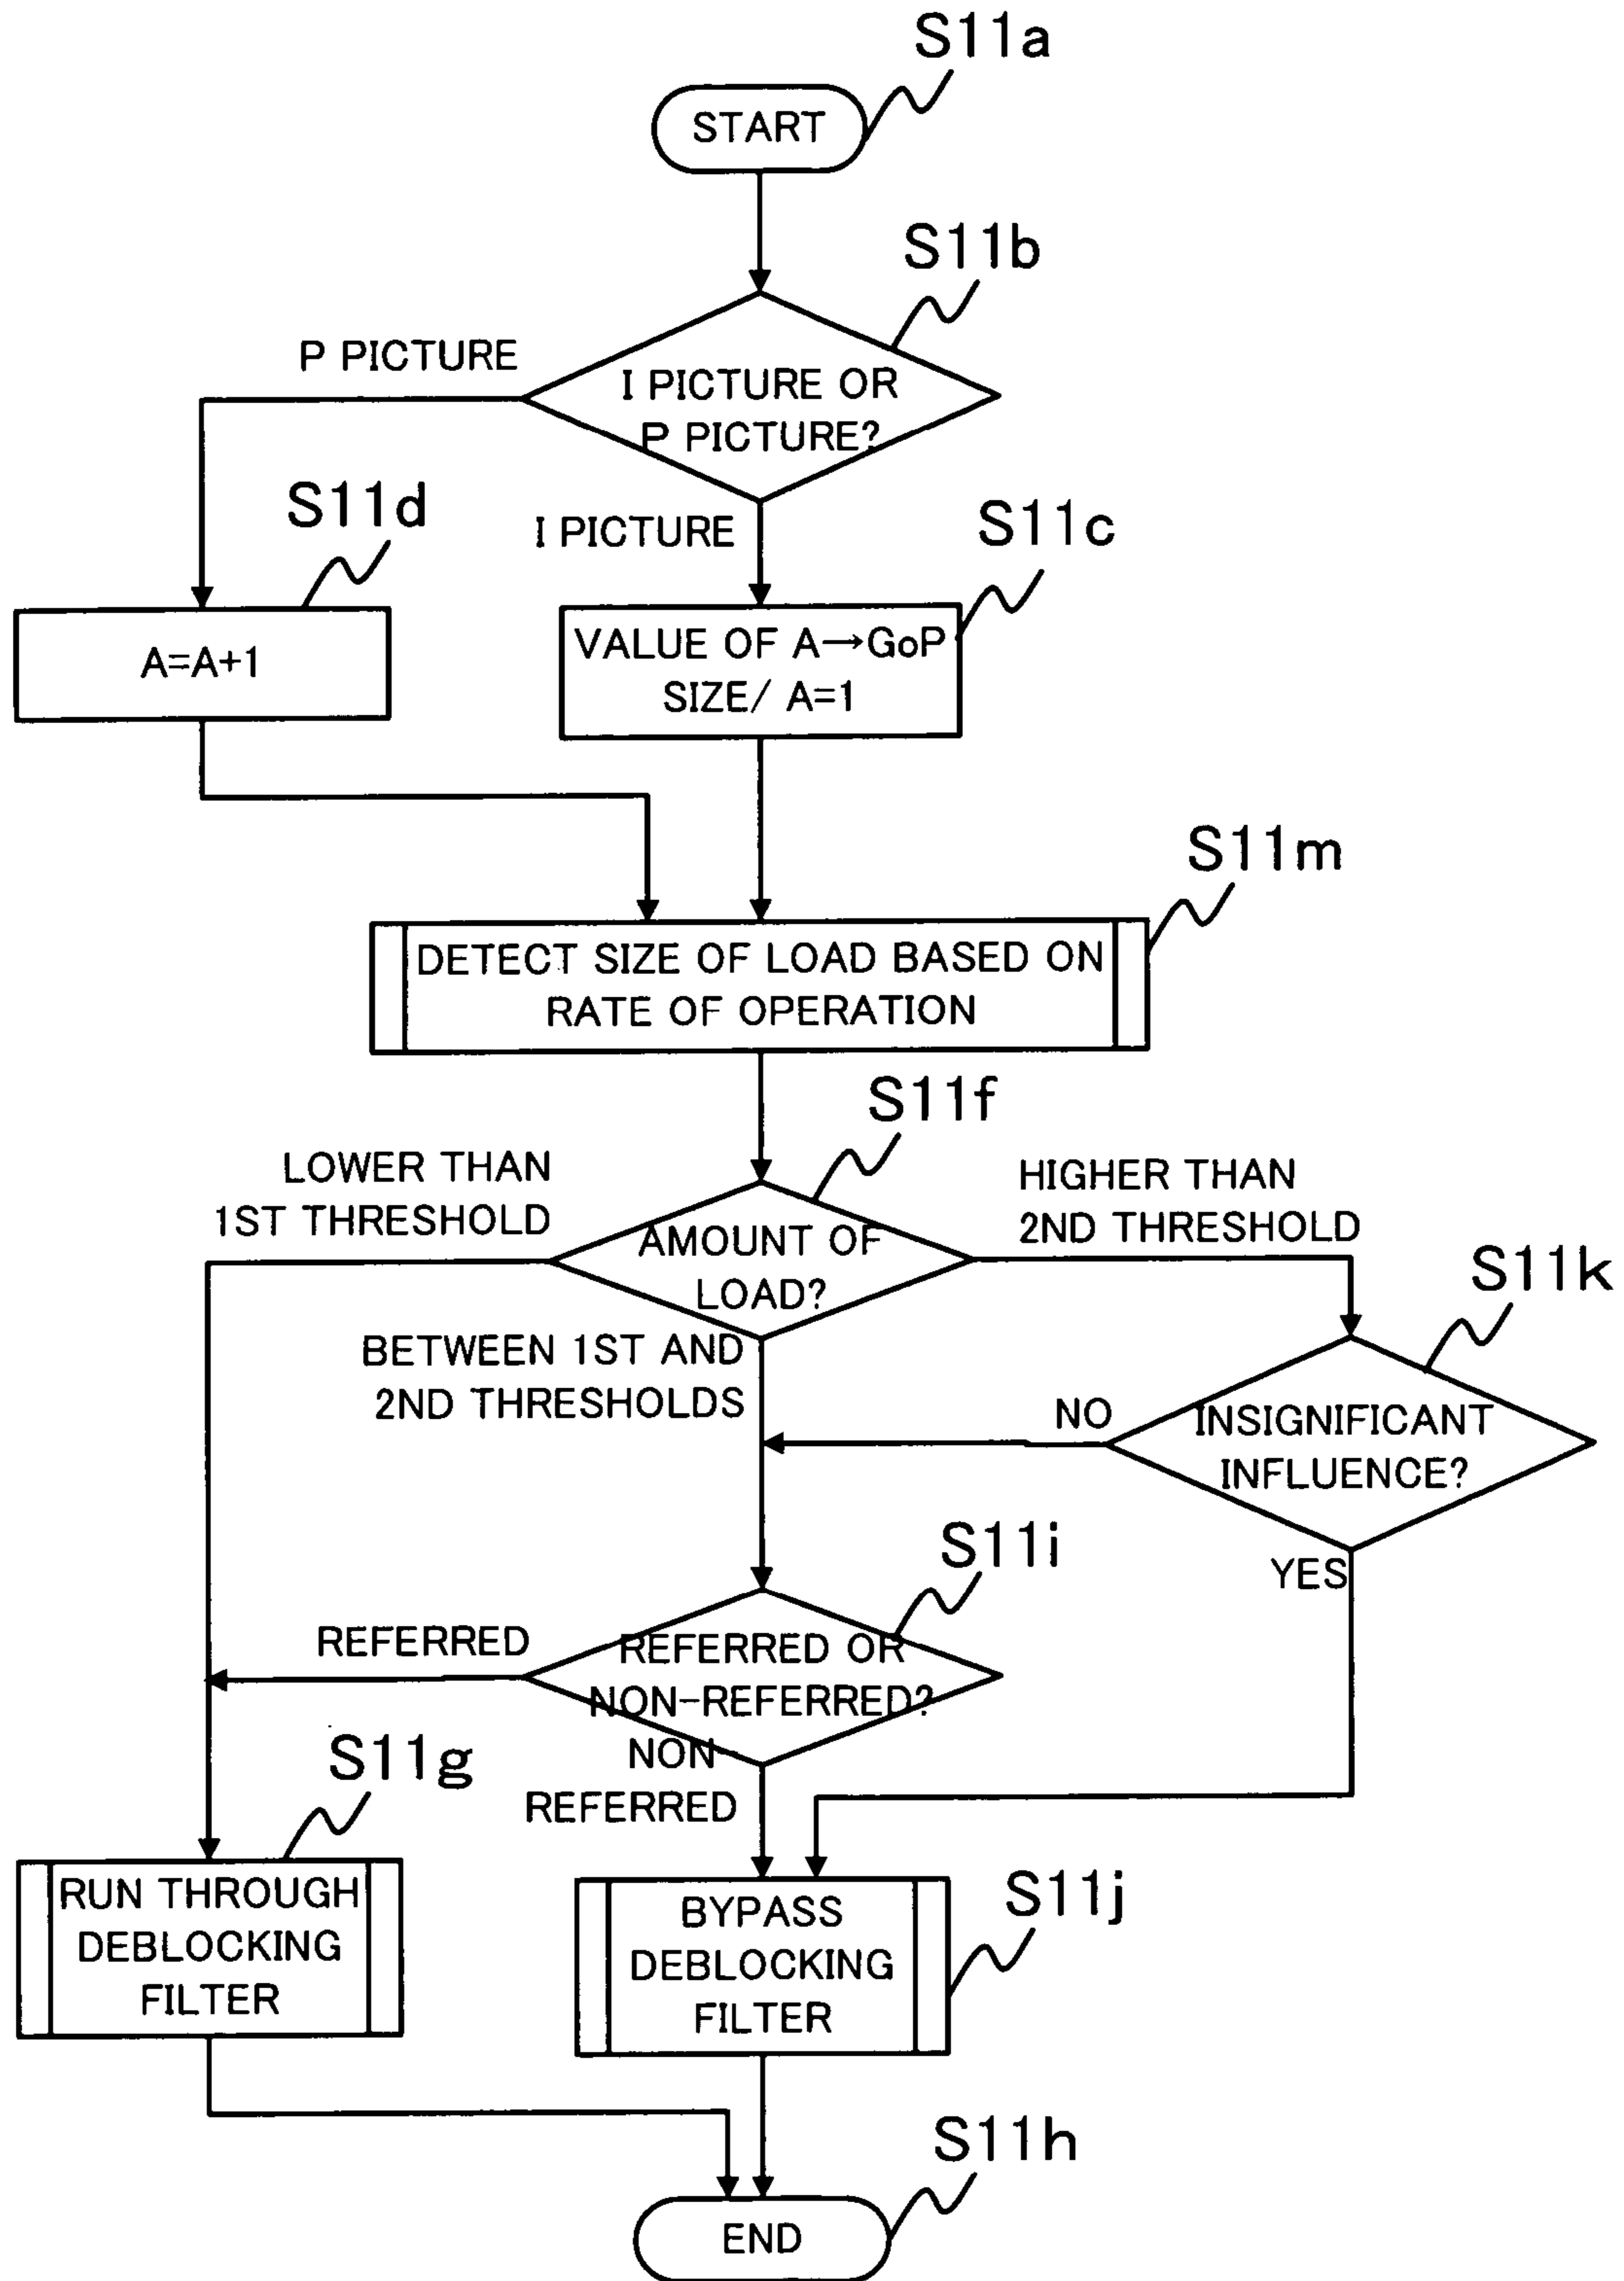 S11a
START
S11b
P PICTURE
I PICTURE OR
P PICTURE?
S11d
I PICTURE
S11c
A=A+1
VALUE OF A→GoP
SIZE/ A=1
S11m
DETECT SIZE OF LOAD BASED ON
RATE OF OPERATION
S11f
LOWER THAN
1ST THRESHOLD
HIGHER THAN
2ND THRESHOLD
AMOUNT OF
LOAD?
S11k
BETWEEN 1ST AND
2ND THRESHOLDS
NO
INSIGNIFICANT
INFLUENCE?
S11i
YES
REFERRED
REFERRED OR
NON-REFERRED?
S11g
NON
REFERRED
RUN THROUGH
DEBLOCKING
FILTER
S11j
BYPASS
DEBLOCKING
FILTER
S11h
END